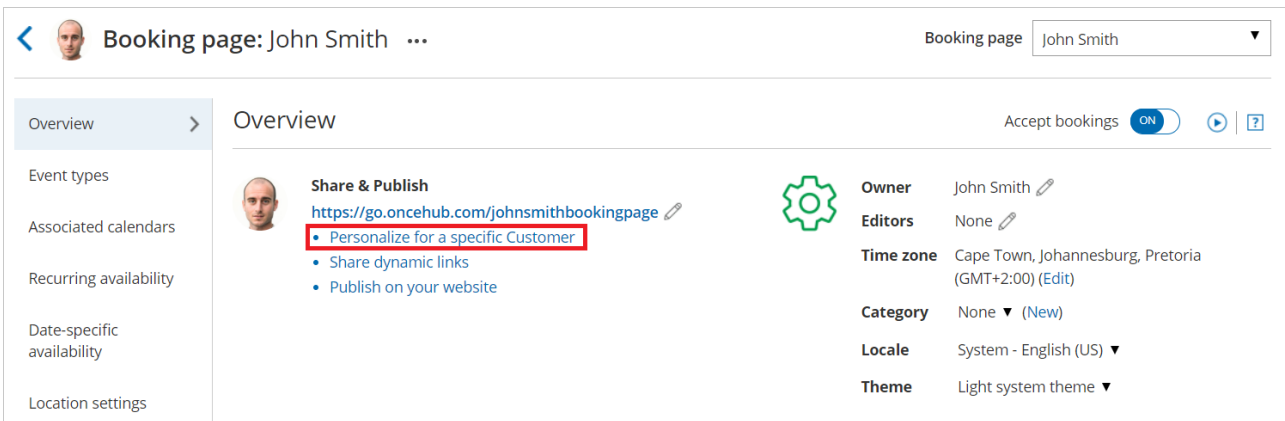 Booking page: John Smith ...
Booking page
John Smith
Overview
Event types
Associated calendars
Recurring availability
Date-specific
availability
Location settings
Overview
Accept bookings
ON
?
Share & Publish
https://go.oncehub.com/johnsmithbookingpage
• Personalize for a specific Customer
• Share dynamic links
• Publish on your website
Owner John Smith
Editors None
Time zone Cape Town, Johannesburg, Pretoria
(GMT+2:00) (Edit)
Category None ▼ (New)
Locale System - English (US) ▼
Theme Light system theme ▼